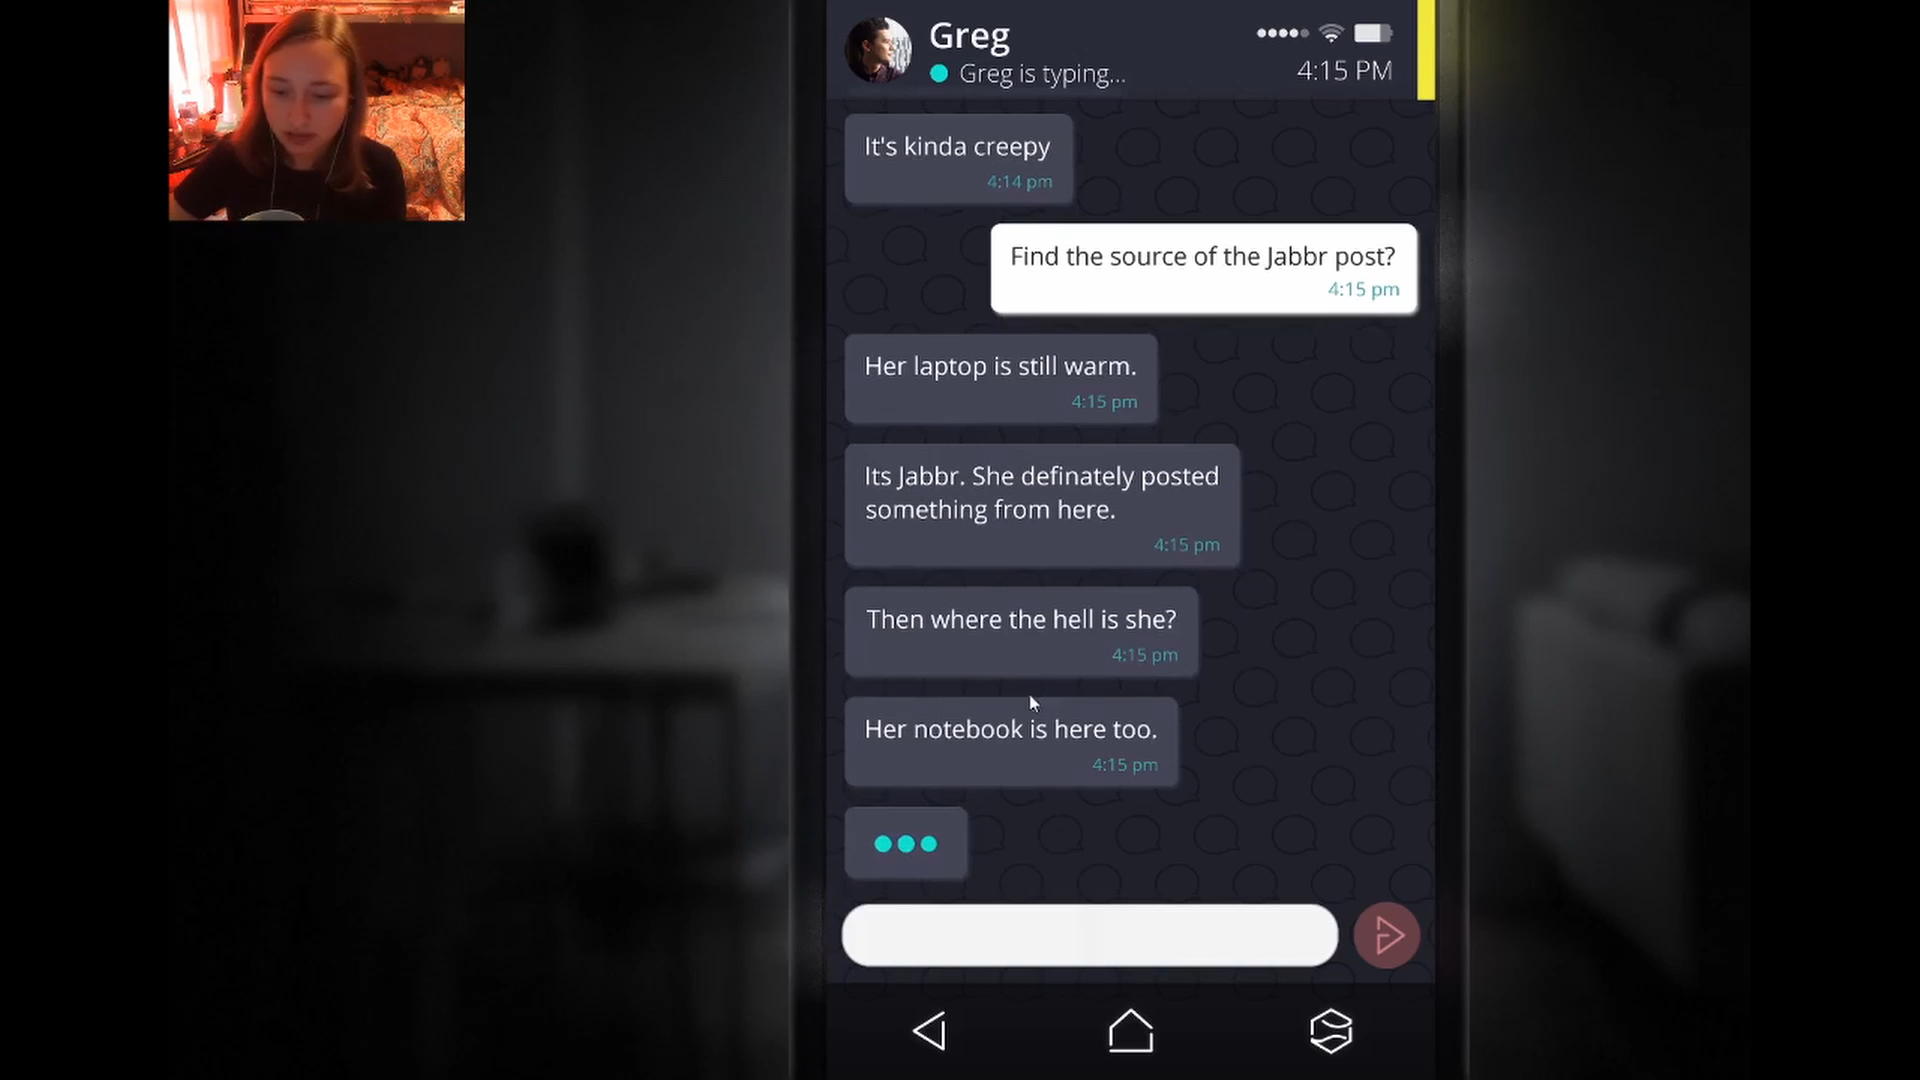 Greg
Greg is typing...
4:15 PM
It's kinda creepy
4:14 pm
Find the source of the Jabbr post?
4:15 pm
Her laptop is still warm.
4:15 pm
Its Jabbr. She definately posted
something from here.
4:15 pm
Then where the hell is she?
4:15 pm
Her notebook is here too.
4:15 pm